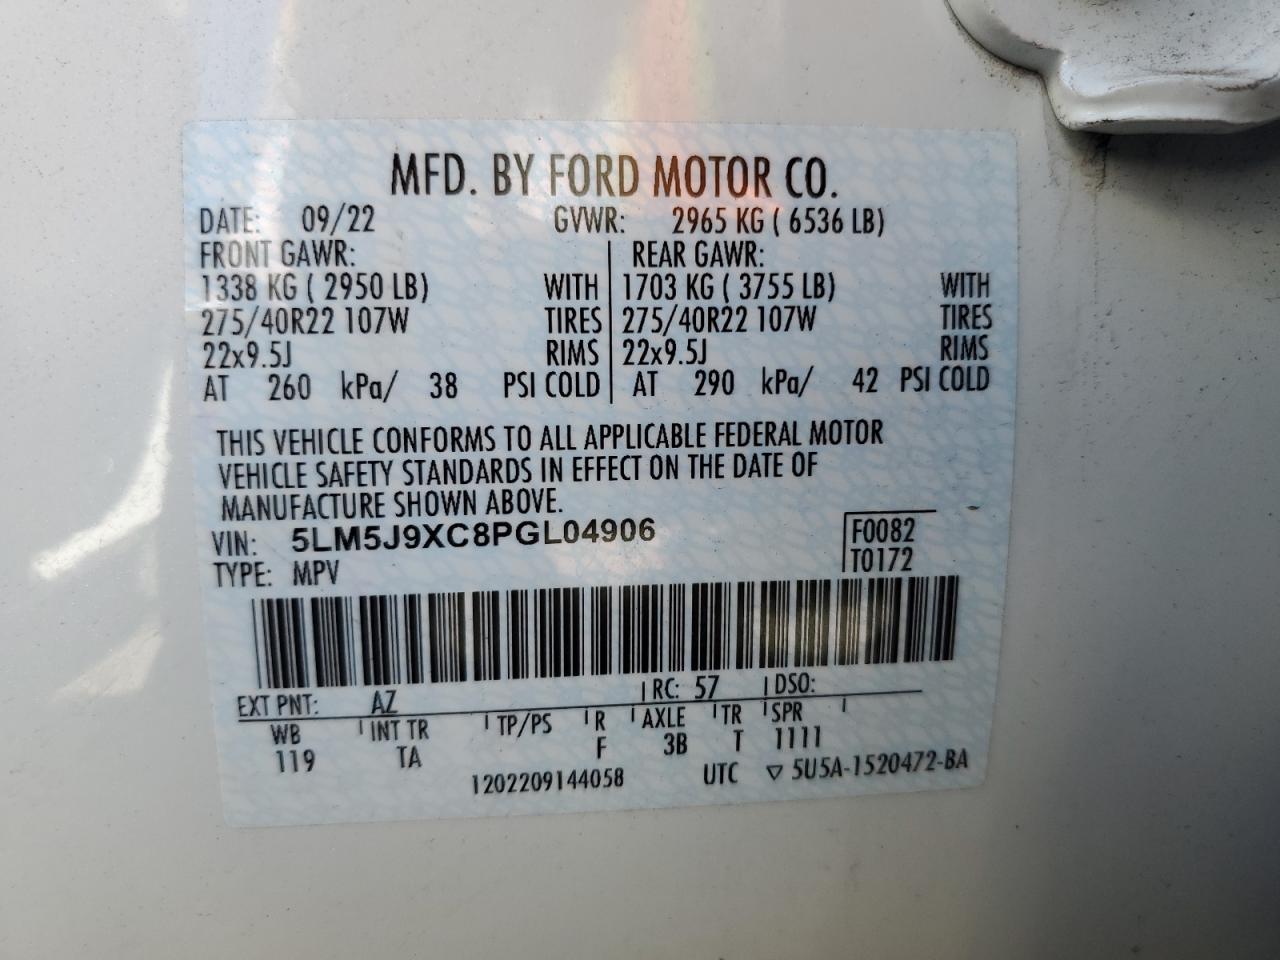 MFD. BY FORD MOTOR CO.
DATE: 09/22 GVWR: 2965 KG ( 6536 LB)
FRONT GAWR: REAR GAWR:
1338 KG ( 2950 LB) WITH 1703 KG ( 3755 LB) WITH
275/40R22 107W TIRES 275/40R22 107W TIRES
22x9.5J RIMS 22x9.5J RIMS
AT 260 kPa/ 38 PSI COLD AT 290 kPa/ 42 PSI COLD
THIS VEHICLE CONFORMS TO ALL APPLICABLE FEDERAL MOTOR
VEHICLE SAFETY STANDARDS IN EFFECT ON THE DATE OF
MANUFACTURE SHOWN ABOVE.
VIN: 5LM5J9XC8PGL04906 F0082
TYPE: MPV T0172
EXT PNT: AZ RC: 57 DSO:
WB INT TR TP/PS R AXLE TR SPR
119 TA F 3B T 1111
1202209144058 UTC ▽ 5U5A-1520472-BA